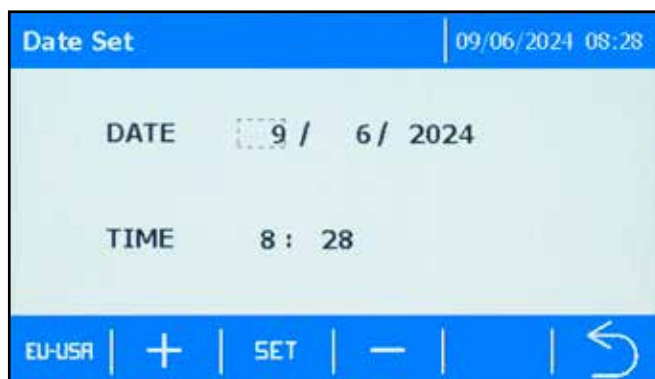 Date Set 09/06/2024 08:28
DATE 9 / 6 / 2024
TIME 8 : 28
EU-USA + SET −